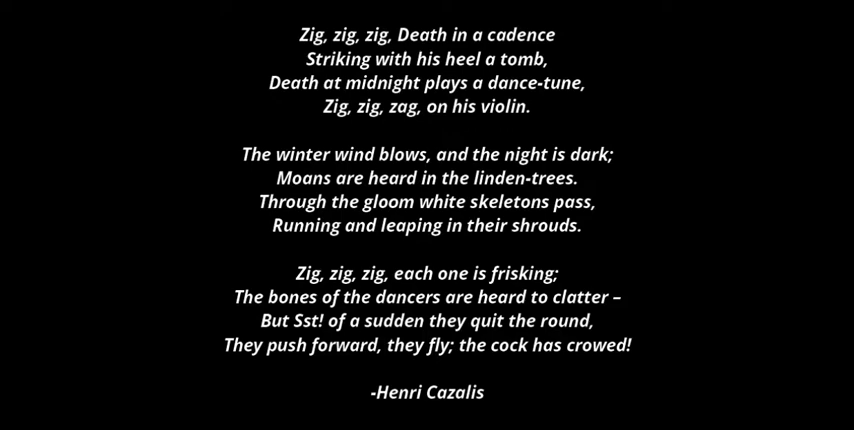 Zig, zig, zig, Death in a cadence
Striking with his heel a tomb,
Death at midnight plays a dance-tune,
Zig, zig, zag, on his violin.
The winter wind blows, and the night is dark;
Moans are heard in the linden-trees.
Through the gloom white skeletons pass,
Running and leaping in their shrouds.
Zig, zig, zig, each one is frisking;
The bones of the dancers are heard to clatter –
But Sst! of a sudden they quit the round,
They push forward, they fly; the cock has crowed!
-Henri Cazalis